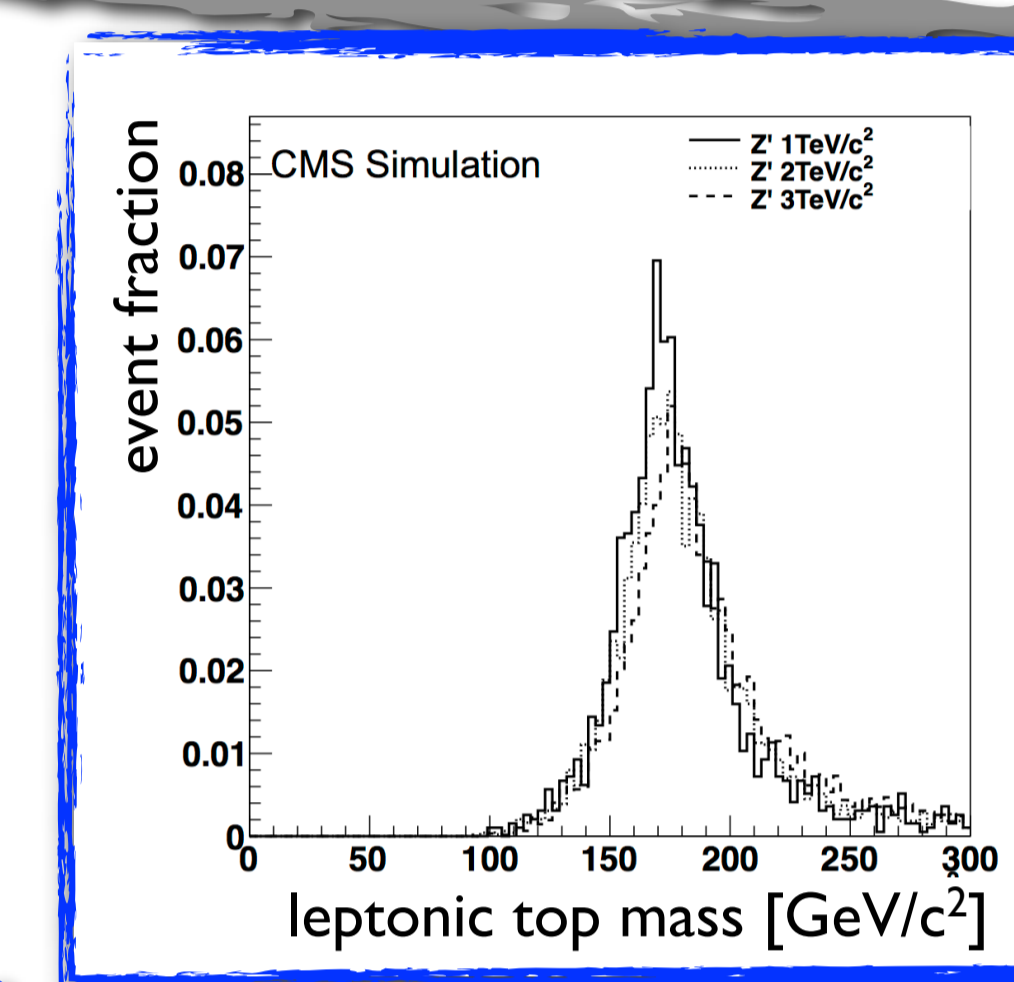 event fraction
CMS Simulation
Z' 1TeV/c²
Z' 2TeV/c²
Z' 3TeV/c²
0.08
0.07
0.06
0.05
0.04
0.03
0.02
0.01
0
0 50 100 150 200 250 300
leptonic top mass [GeV/c²]